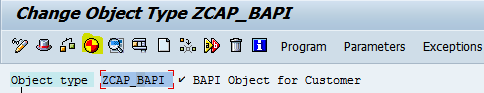 Change Object Type ZCAP_BAPI
Program Parameters Exceptions
Object type ZCAP_BAPI ✔ BAPI Object for Customer